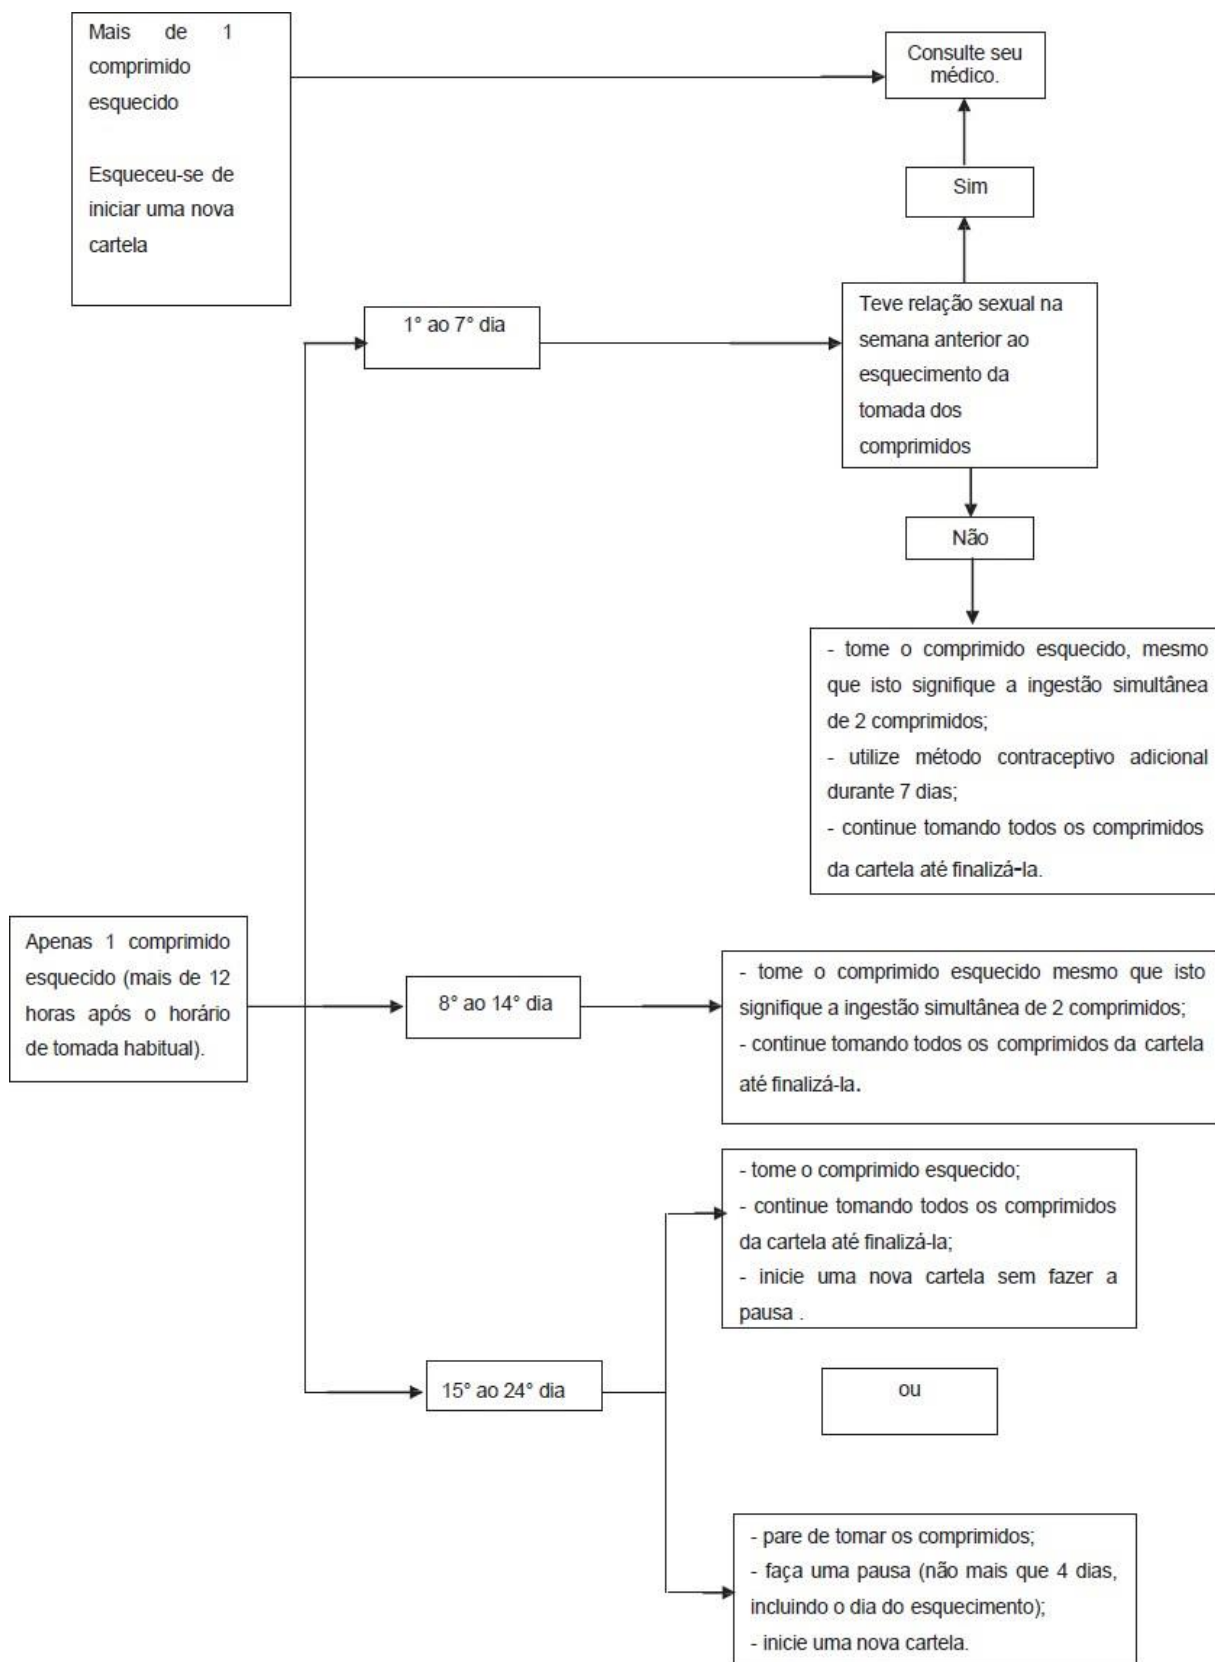 Mais de 1
comprimido
esquecido
Esqueceu-se de
iniciar uma nova
cartela
Consulte seu
médico.
Sim
1° ao 7° dia
Teve relação sexual na
semana anterior ao
esquecimento da
tomada dos
comprimidos
Não
- tome o comprimido esquecido, mesmo
que isto signifique a ingestão simultânea
de 2 comprimidos;
- utilize método contraceptivo adicional
durante 7 dias;
- continue tomando todos os comprimidos
da cartela até finalizá-la.
Apenas 1 comprimido
esquecido (mais de 12
horas após o horário
de tomada habitual).
8° ao 14° dia
- tome o comprimido esquecido mesmo que isto
signifique a ingestão simultânea de 2 comprimidos;
- continue tomando todos os comprimidos da cartela
até finalizá-la.
15° ao 24° dia
- tome o comprimido esquecido;
- continue tomando todos os comprimidos
da cartela até finalizá-la;
- inicie uma nova cartela sem fazer a
pausa .
ou
- pare de tomar os comprimidos;
- faça uma pausa (não mais que 4 dias,
incluindo o dia do esquecimento);
- inicie uma nova cartela.